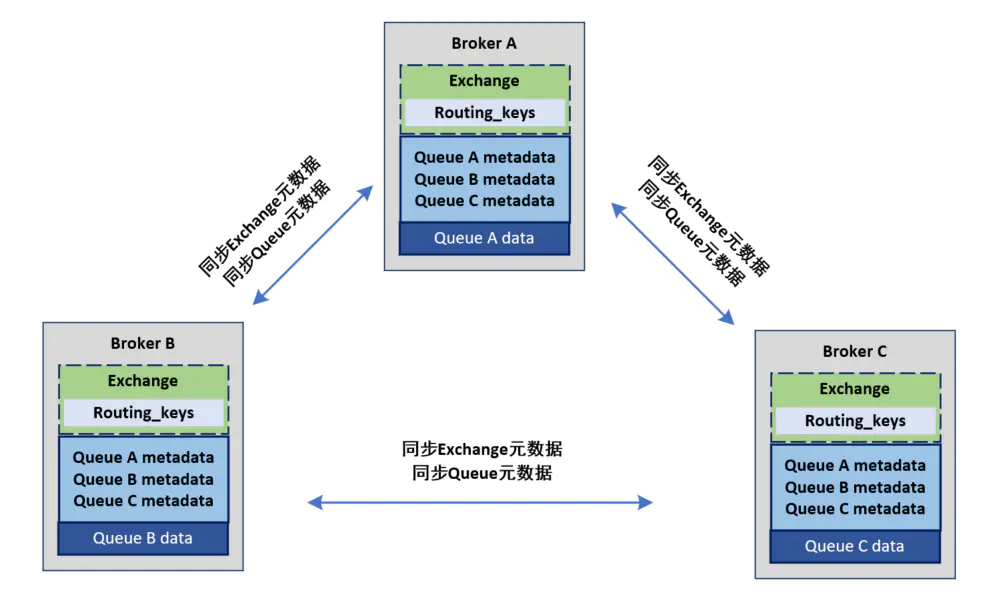 Broker A
Exchange
Routing_keys
Queue A metadata
Queue B metadata
Queue C metadata
Queue A data
同步Exchange元数据
同步Queue元数据
同步Exchange元数据
同步Queue元数据
Broker B
Exchange
Routing_keys
Queue A metadata
Queue B metadata
Queue C metadata
Queue B data
同步Exchange元数据
同步Queue元数据
Broker C
Exchange
Routing_keys
Queue A metadata
Queue B metadata
Queue C metadata
Queue C data